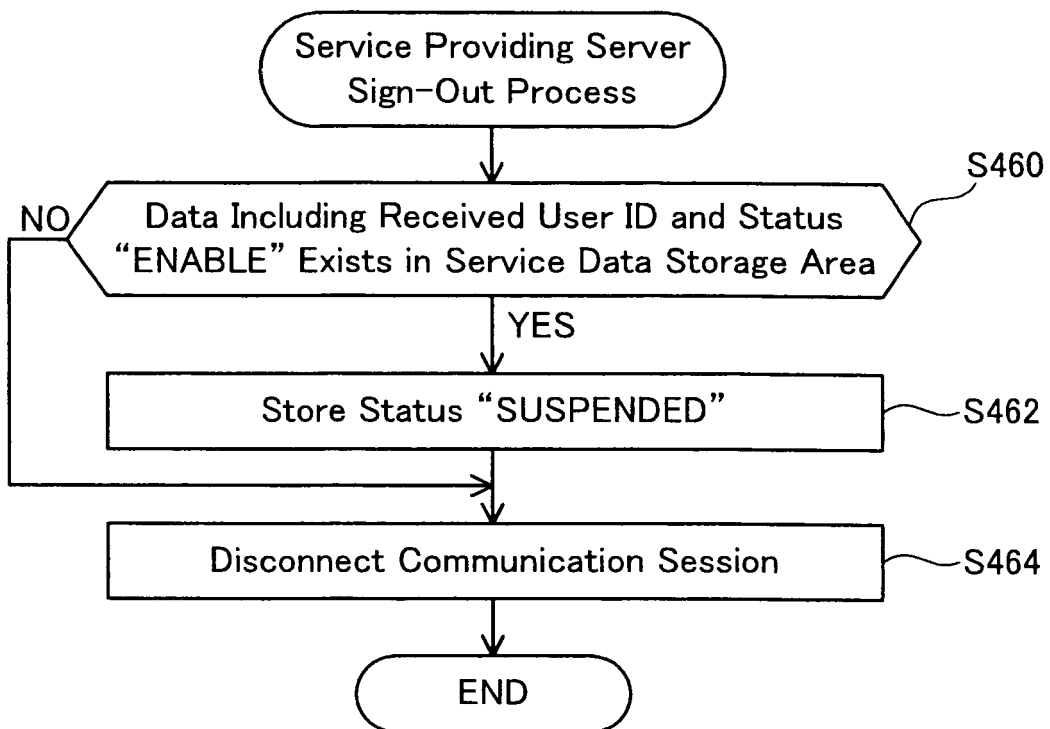 Service Providing Server
Sign-Out Process
S460
NO
Data Including Received User ID and Status
“ENABLE” Exists in Service Data Storage Area
YES
Store Status “SUSPENDED”
S462
Disconnect Communication Session
S464
END